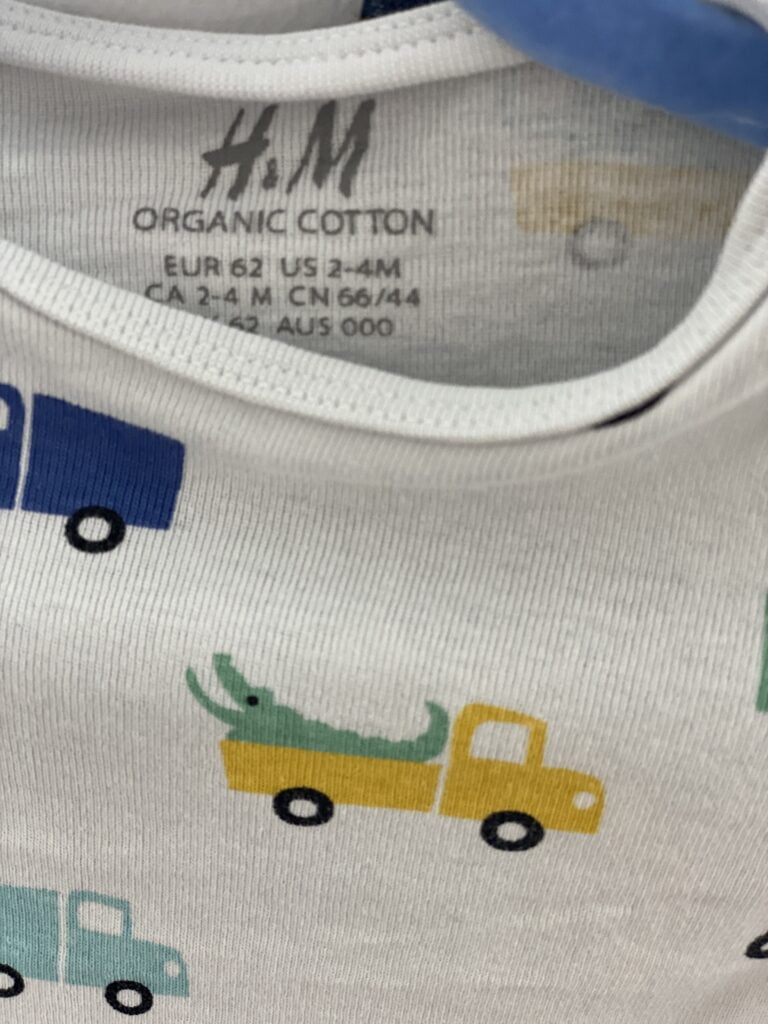 H&M
ORGANIC COTTON
EUR 62 US 2-4M
CA 2-4 M CN 66/44
62 AUS 000